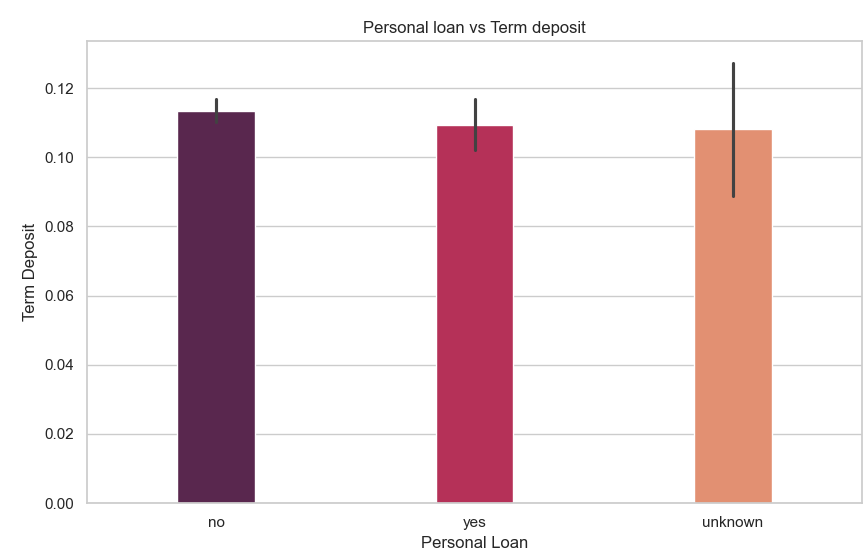 Personal loan vs Term deposit
Term Deposit
0.12
0.10
0.08
0.06
0.04
0.02
0.00
no yes unknown
Personal Loan